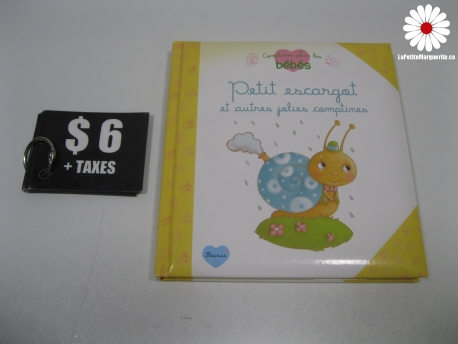 LaPetiteMarguerite.ca
$ 6
+ TAXES
Comptines pour les
bébés
Petit escargot
et autres jolies comptines
Fleurus